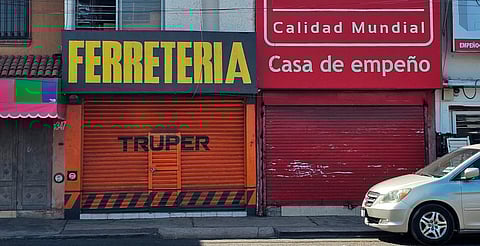 FERRETERIA
TRUPER
Calidad Mundial
Casa de empeño